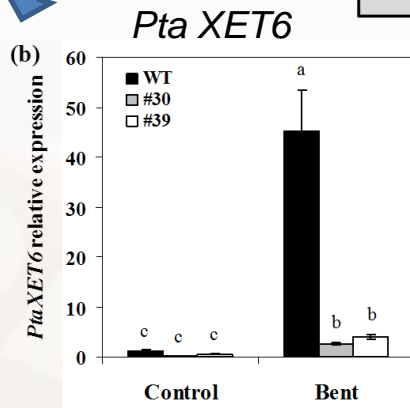 Pta XET6
(b)
PtaXET6 relative expression
60
50
40
30
20
10
0
WT
#30
#39
a
b
b
c
c
c
Control
Bent